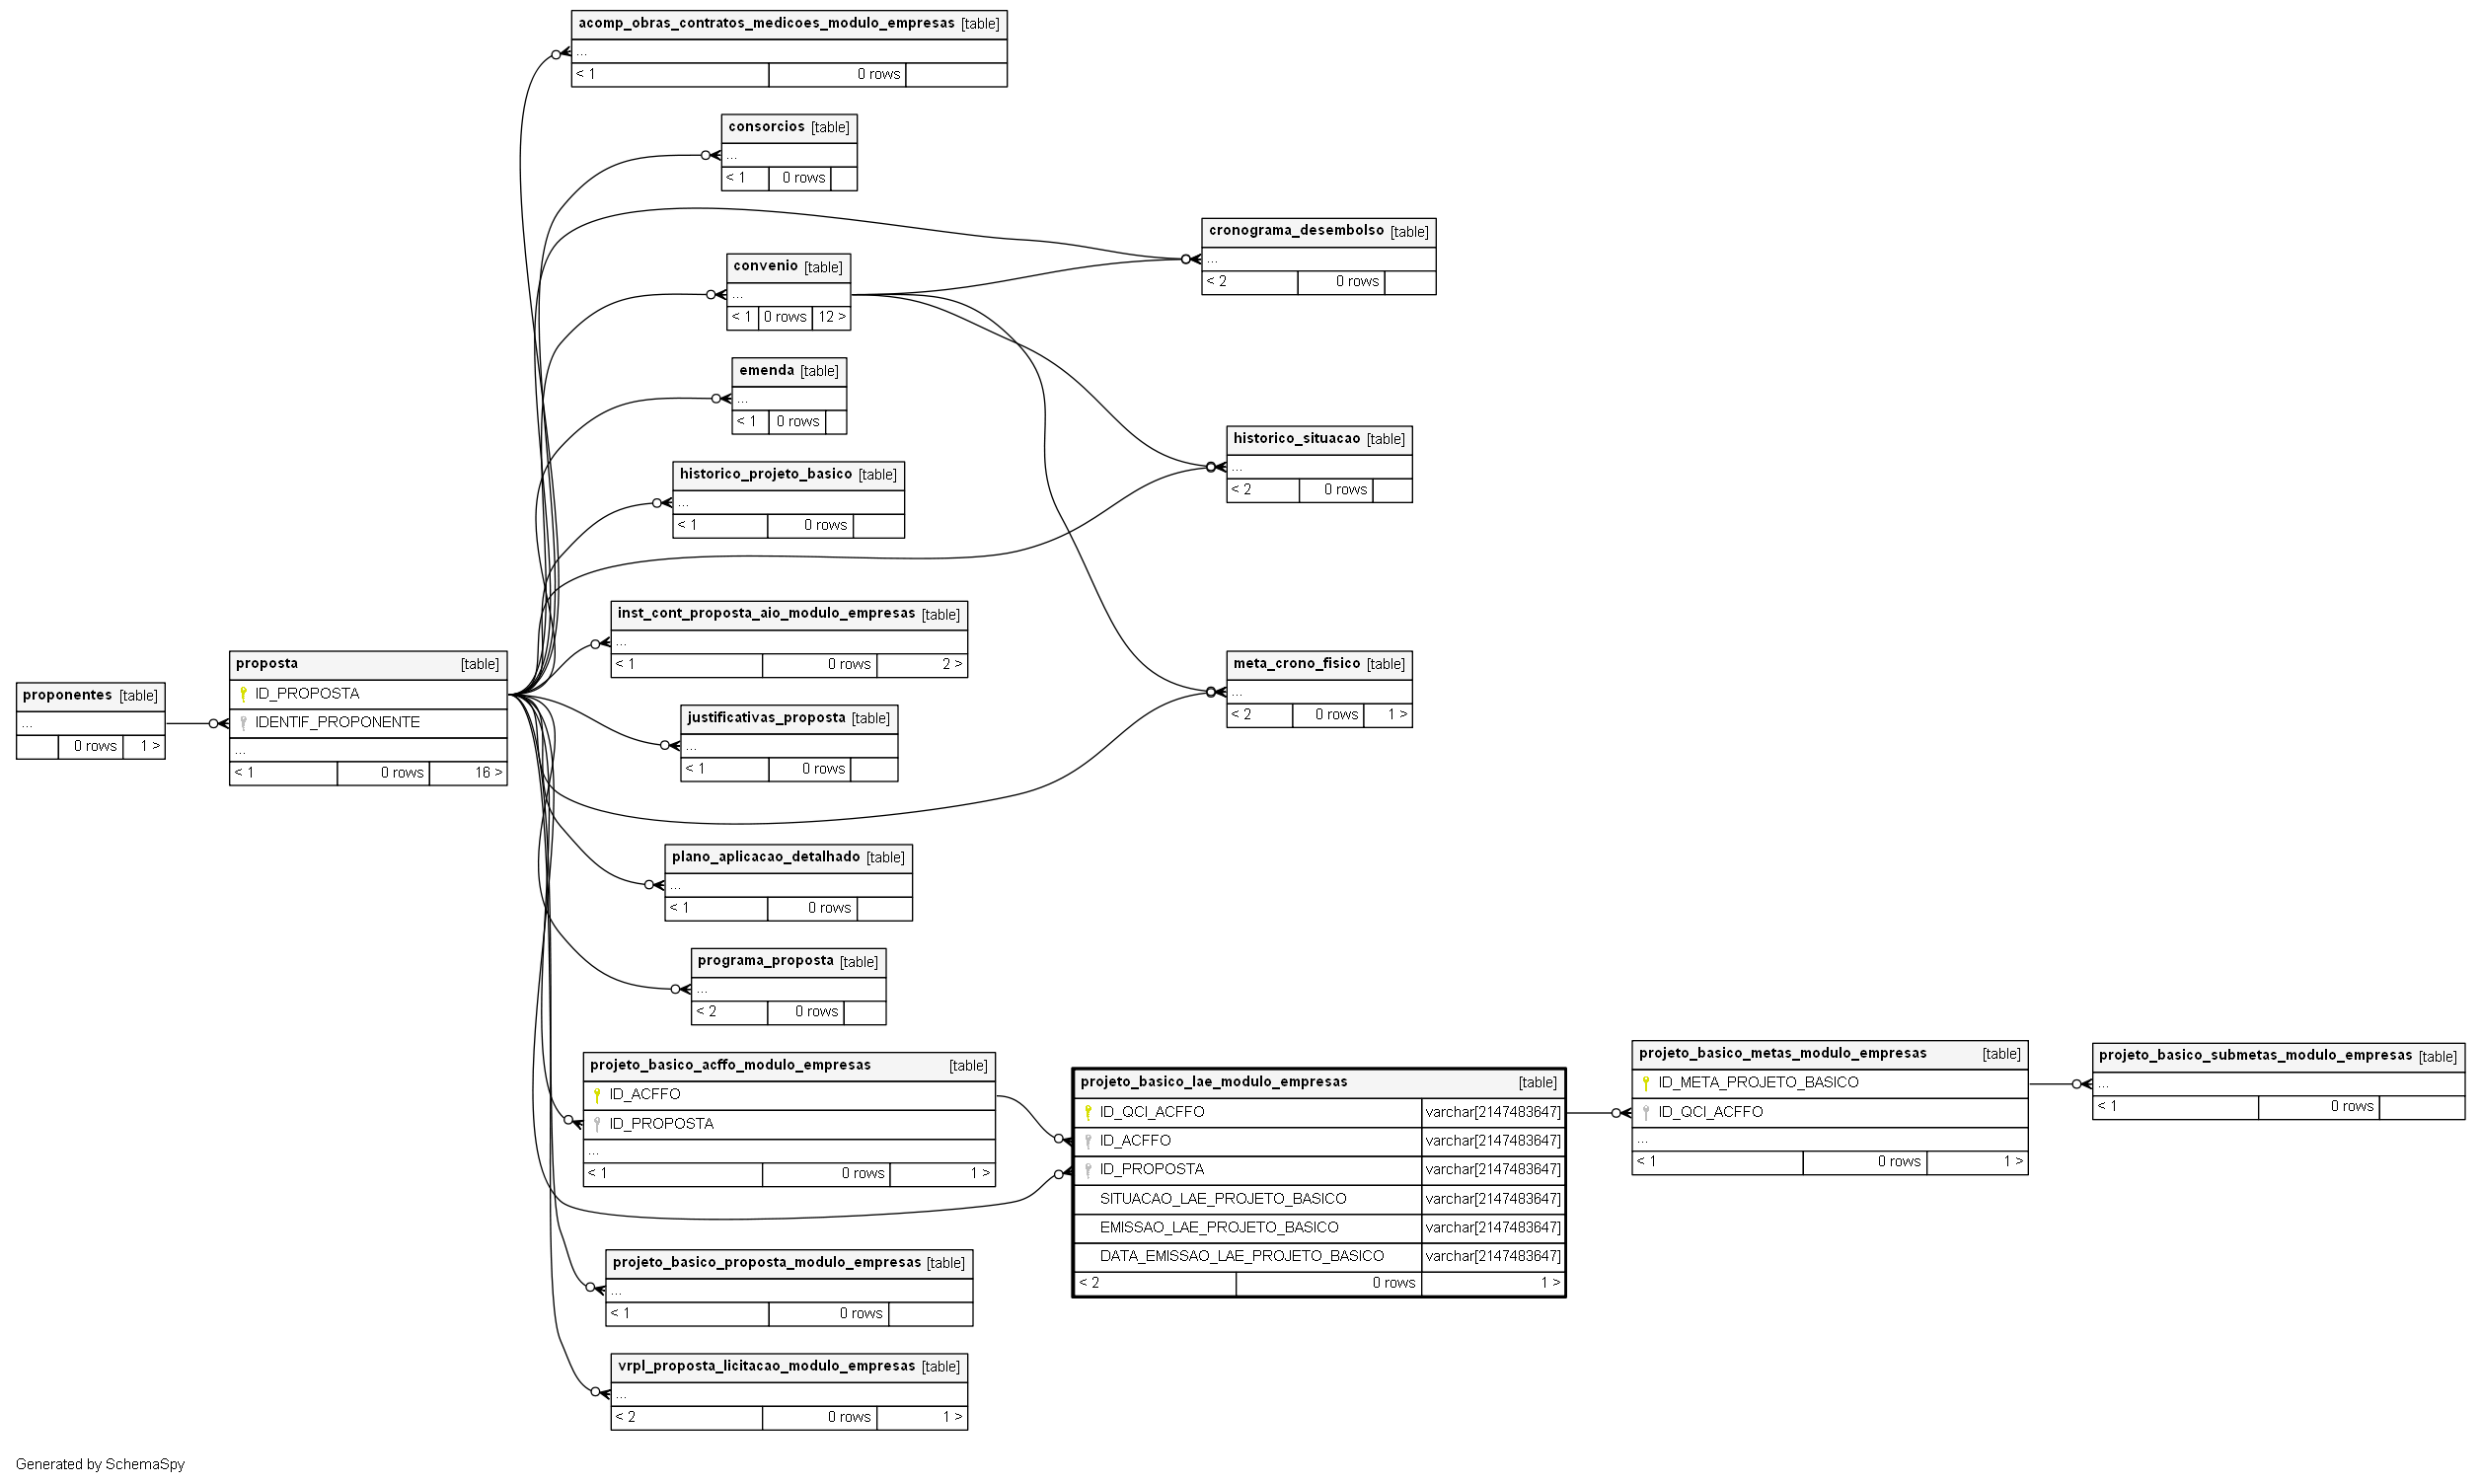 acomp_obras_contratos_medicoes_modulo_empresas [table]
...
< 1 0 rows
consorcios [table]
...
< 1 0 rows
cronograma_desembolso [table]
...
< 2 0 rows
convenio [table]
...
< 1 0 rows 12 >
emenda [table]
...
< 1 0 rows
historico_situacao [table]
...
< 2 0 rows
historico_projeto_basico [table]
...
< 1 0 rows
inst_cont_proposta_aio_modulo_empresas [table]
...
< 1 0 rows 2 >
proponentes [table]
...
0 rows 1 >
proposta [table]
ID_PROPOSTA
IDENTIF_PROPONENTE
...
< 1 0 rows 16 >
meta_crono_fisico [table]
...
< 2 0 rows 1 >
justificativas_proposta [table]
...
< 1 0 rows
plano_aplicacao_detalhado [table]
...
< 1 0 rows
programa_proposta [table]
...
< 2 0 rows
projeto_basico_acffo_modulo_empresas [table]
ID_ACFFO
ID_PROPOSTA
...
< 1 0 rows 1 >
projeto_basico_lae_modulo_empresas [table]
ID_QCI_ACFFO varchar[2147483647]
ID_ACFFO varchar[2147483647]
ID_PROPOSTA varchar[2147483647]
SITUACAO_LAE_PROJETO_BASICO varchar[2147483647]
EMISSAO_LAE_PROJETO_BASICO varchar[2147483647]
DATA_EMISSAO_LAE_PROJETO_BASICO varchar[2147483647]
< 2 0 rows 1 >
projeto_basico_metas_modulo_empresas [table]
ID_META_PROJETO_BASICO
ID_QCI_ACFFO
...
< 1 0 rows 1 >
projeto_basico_submetas_modulo_empresas [table]
...
< 1 0 rows
projeto_basico_proposta_modulo_empresas [table]
...
< 1 0 rows
vrpl_proposta_licitacao_modulo_empresas [table]
...
< 2 0 rows 1 >
Generated by SchemaSpy